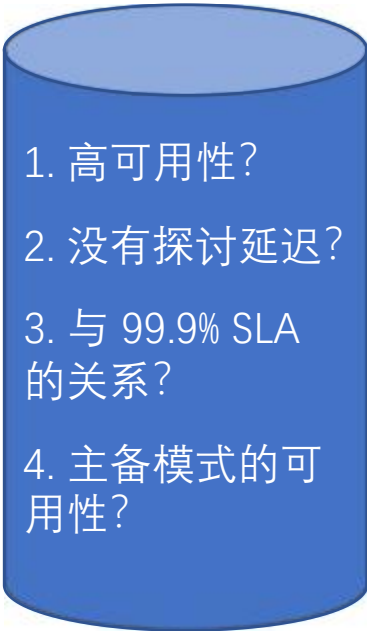 1. 高可用性?
2. 没有探讨延迟?
3. 与 99.9% SLA
的关系?
4. 主备模式的可
用性?